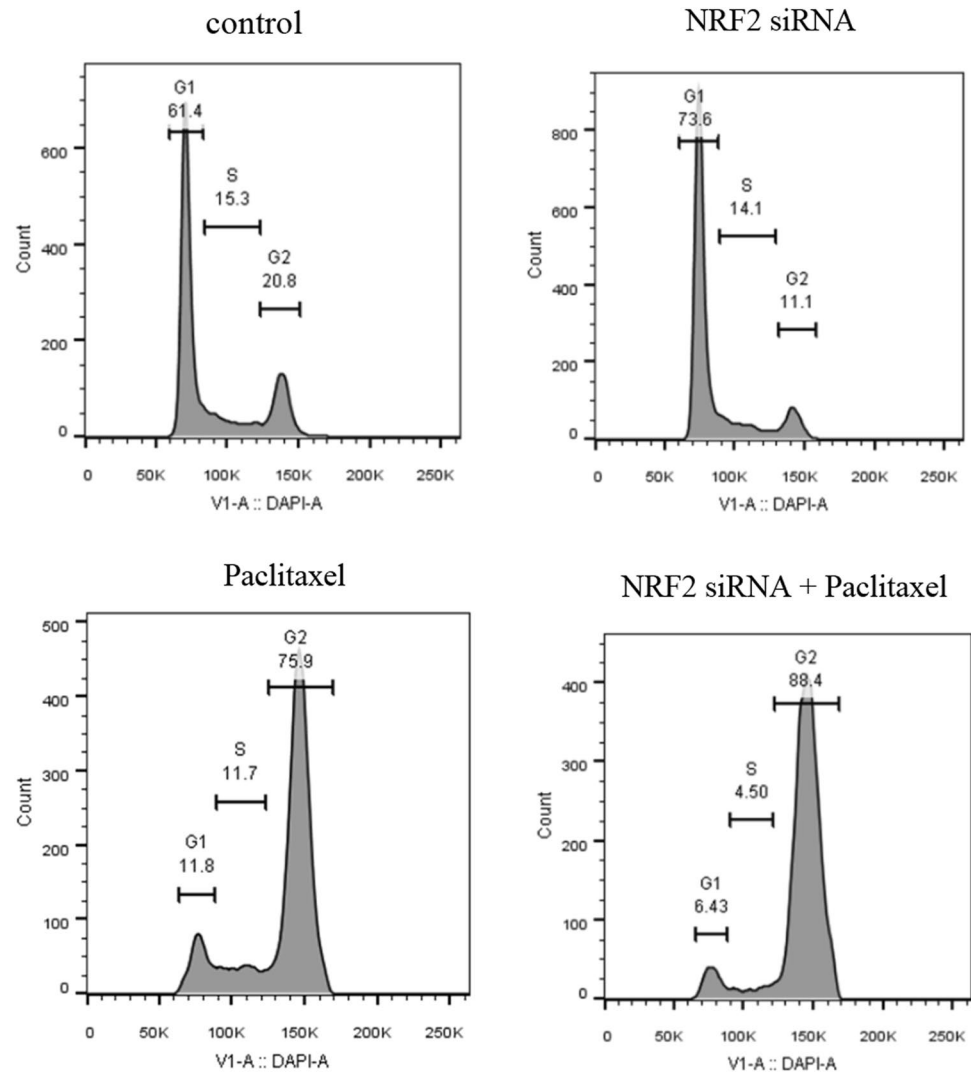 control
G1
61.4
S
15.3
G2
20.8
600
400
200
0
Count
0 50K 100K 150K 200K 250K
V1-A :: DAPI-A
NRF2 siRNA
G1
73.6
S
14.1
G2
11.1
800
600
400
200
0
Count
0 50K 100K 150K 200K 250K
V1-A :: DAPI-A
Paclitaxel
G2
75.9
S
11.7
G1
11.8
500
400
300
200
100
0
Count
0 50K 100K 150K 200K 250K
V1-A :: DAPI-A
NRF2 siRNA + Paclitaxel
G2
88.4
S
4.50
G1
6.43
400
300
200
100
0
Count
0 50K 100K 150K 200K 250K
V1-A :: DAPI-A